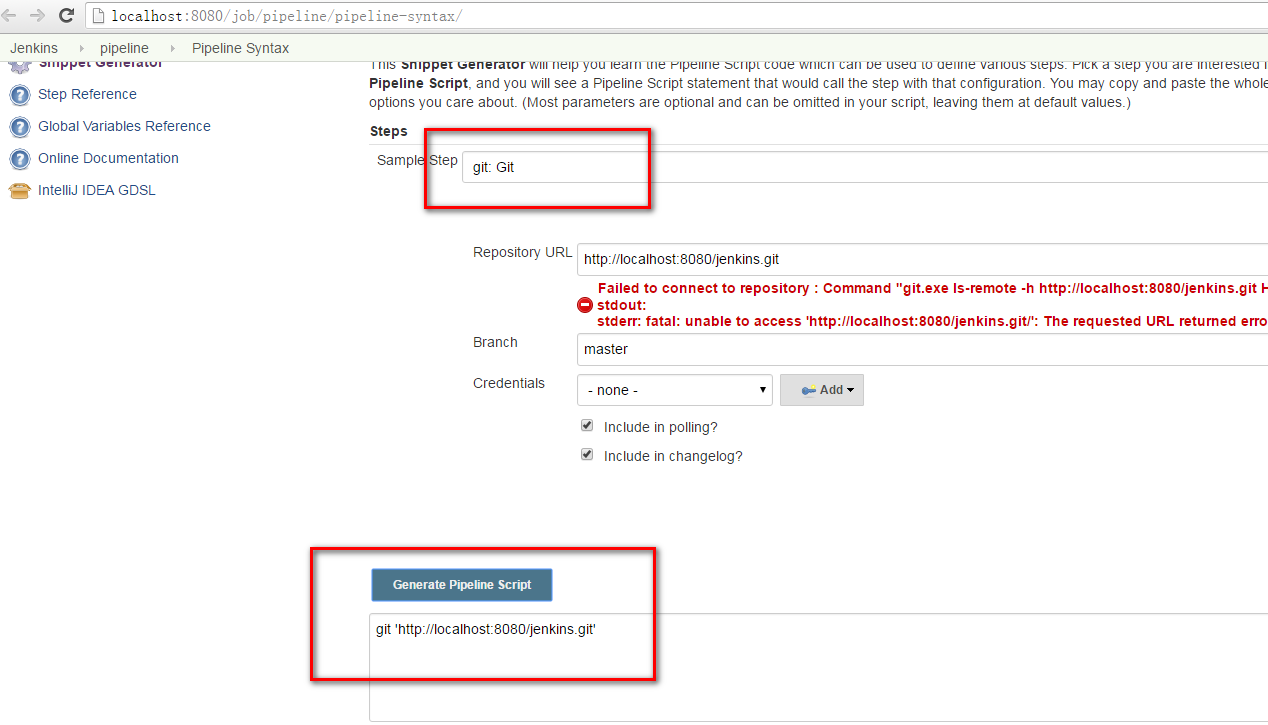 localhost:8080/job/pipeline/pipeline-syntax/
Jenkins pipeline Pipeline Syntax
Snippet Generator
Step Reference
Global Variables Reference
Online Documentation
IntelliJ IDEA GDSL
This Snippet Generator will help you learn the Pipeline Script code which can be used to define various steps. Pick a step you are interested i
Pipeline Script, and you will see a Pipeline Script statement that would call the step with that configuration. You may copy and paste the whole
options you care about. (Most parameters are optional and can be omitted in your script, leaving them at default values.)
Steps
Sample Step git: Git
Repository URL http://localhost:8080/jenkins.git
Failed to connect to repository : Command "git.exe ls-remote -h http://localhost:8080/jenkins.git H
stdout:
stderr: fatal: unable to access 'http://localhost:8080/jenkins.git/': The requested URL returned erro
Branch master
Credentials - none - Add
Include in polling?
Include in changelog?
Generate Pipeline Script
git 'http://localhost:8080/jenkins.git'